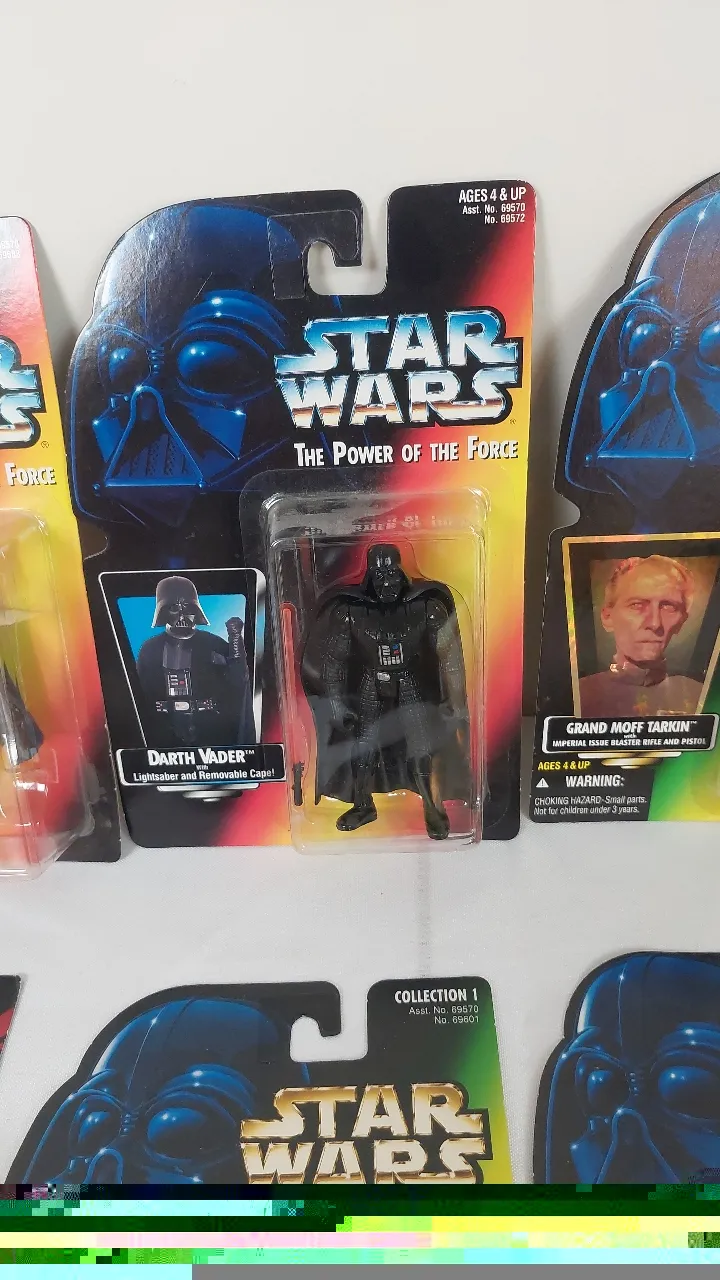 AGES 4 & UP
Asst. No. 69570
No. 69572
STAR
WARS
®
THE POWER OF THE FORCE
FORCE
DARTH VADER™
with
Lightsaber and Removable Cape!
GRAND MOFF TARKIN™
with
IMPERIAL ISSUE BLASTER RIFLE AND PISTOL
AGES 4 & UP
WARNING:
CHOKING HAZARD-Small parts.
Not for children under 3 years.
COLLECTION 1
Asst. No. 69570
No. 69601
STAR
WARS